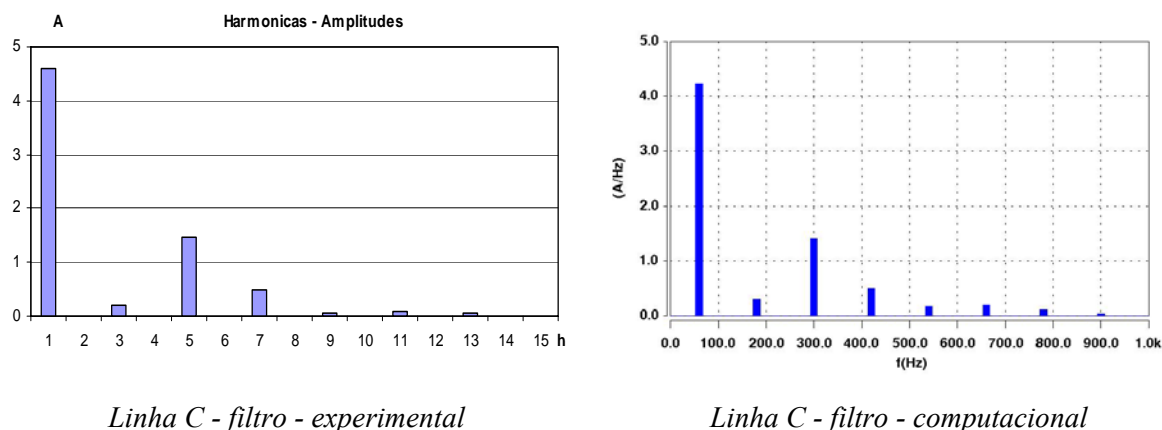 A Harmonicas - Amplitudes
5
4
3
2
1
0
1 2 3 4 5 6 7 8 9 10 11 12 13 14 15 h
Linha C - filtro - experimental
5.0
4.0
3.0
2.0
1.0
0.0
(A/Hz)
0.0 100.0 200.0 300.0 400.0 500.0 600.0 700.0 800.0 900.0 1.0k
f(Hz)
Linha C - filtro - computacional